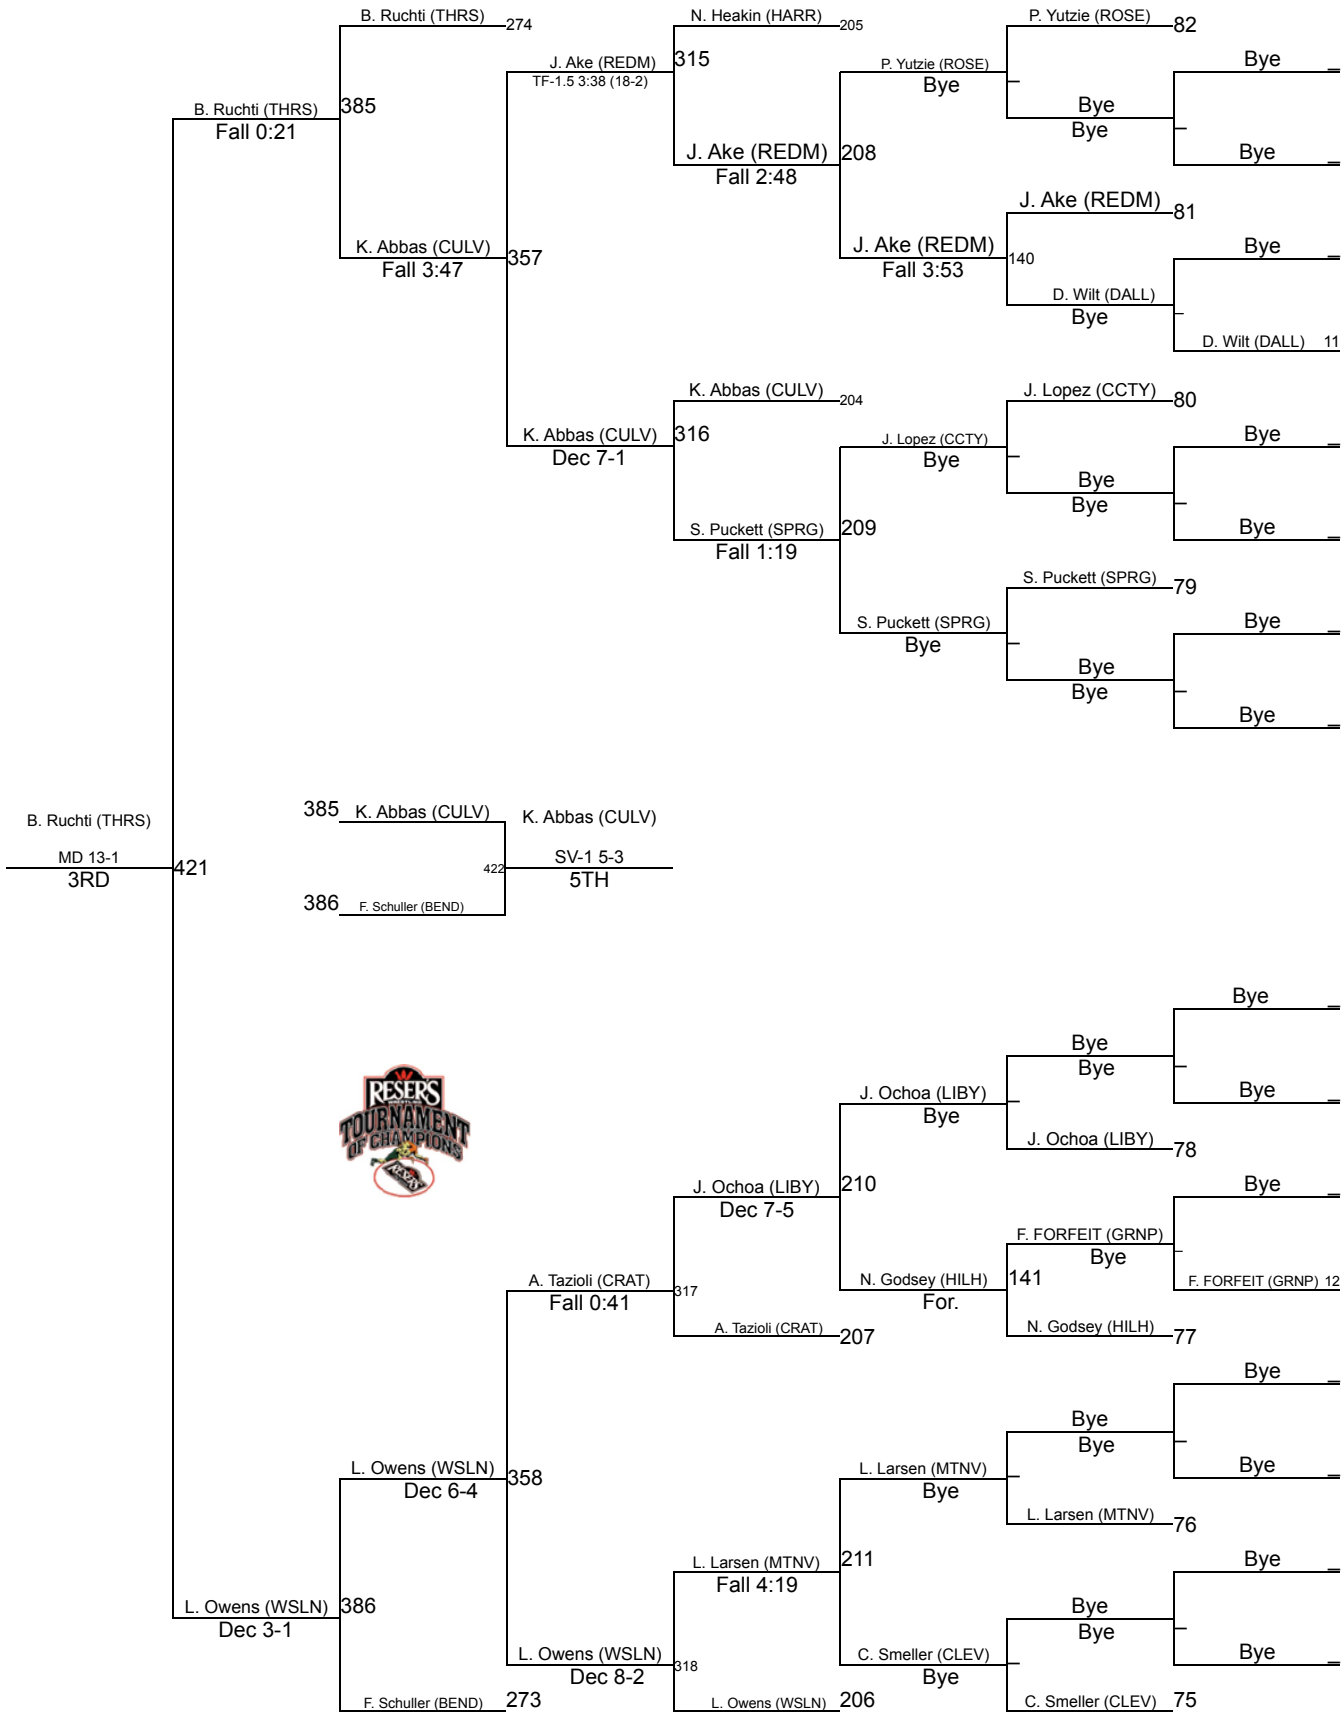 B. Ruchti (THRS)
274
N. Heakin (HARR)
205
P. Yutzie (ROSE)
82
J. Ake (REDM)
315
TF-1.5 3:38 (18-2)
P. Yutzie (ROSE)
Bye
Bye
B. Ruchti (THRS)
385
Fall 0:21
Bye
Bye
J. Ake (REDM)
208
Fall 2:48
Bye
J. Ake (REDM)
81
K. Abbas (CULV)
357
Fall 3:47
J. Ake (REDM)
140
Fall 3:53
Bye
D. Wilt (DALL)
Bye
D. Wilt (DALL) 11
K. Abbas (CULV)
204
J. Lopez (CCTY)
80
K. Abbas (CULV)
316
Dec 7-1
J. Lopez (CCTY)
Bye
Bye
Bye
Bye
S. Puckett (SPRG)
209
Fall 1:19
Bye
S. Puckett (SPRG)
79
S. Puckett (SPRG)
Bye
Bye
Bye
Bye
Bye
B. Ruchti (THRS)
MD 13-1
421
3RD
385
K. Abbas (CULV)
K. Abbas (CULV)
422
SV-1 5-3
5TH
386
F. Schuller (BEND)
Bye
Bye
Bye
J. Ochoa (LIBY)
Bye
Bye
J. Ochoa (LIBY)
78
RESER'S
WRESTLING
TOURNAMENT
OF CHAMPIONS
RESER'S
J. Ochoa (LIBY)
210
Dec 7-5
Bye
F. FORFEIT (GRNP)
Bye
A. Tazioli (CRAT)
317
Fall 0:41
N. Godsey (HILH)
141
For.
F. FORFEIT (GRNP) 12
A. Tazioli (CRAT)
207
N. Godsey (HILH)
77
Bye
Bye
Bye
L. Owens (WSLN)
358
Dec 6-4
L. Larsen (MTNV)
Bye
Bye
L. Larsen (MTNV)
76
L. Larsen (MTNV)
211
Fall 4:19
Bye
L. Owens (WSLN)
386
Dec 3-1
Bye
Bye
L. Owens (WSLN)
318
Dec 8-2
C. Smeller (CLEV)
Bye
Bye
F. Schuller (BEND)
273
L. Owens (WSLN)
206
C. Smeller (CLEV)
75